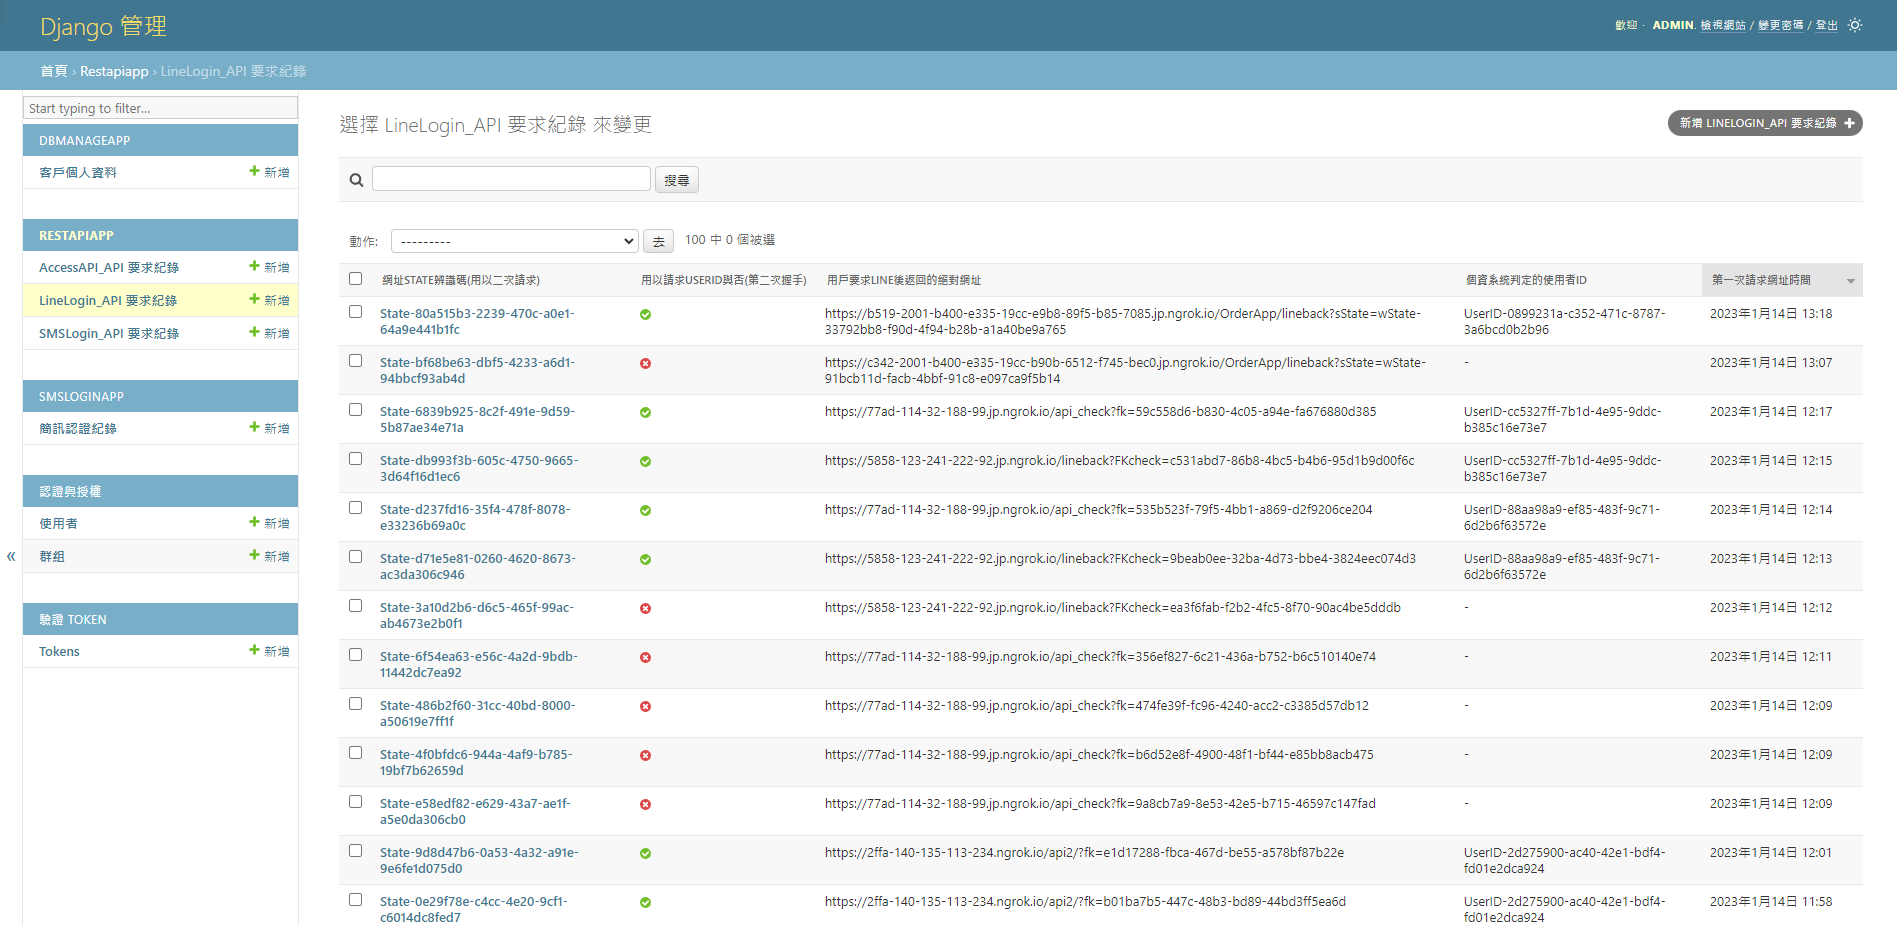 Django 管理
歡迎 · ADMIN. 檢視網站 / 變更密碼 / 登出
首頁 › Restapiapp › LineLogin_API 要求紀錄
Start typing to filter...
DBMANAGEAPP
客戶個人資料 新增
RESTAPIAPP
AccessAPI_API 要求紀錄 新增
LineLogin_API 要求紀錄 新增
SMSLogin_API 要求紀錄 新增
SMSLOGINAPP
簡訊認證紀錄 新增
認證與授權
使用者 新增
群組 新增
驗證 TOKEN
Tokens 新增
«
選擇 LineLogin_API 要求紀錄 來變更
新增 LINELOGIN_API 要求紀錄
搜尋
動作: --------- 去 100 中 0 個被選
網址STATE辨識碼(用以二次請求) 用以請求USERID與否(第二次握手) 用戶要求LINE後返回的絕對網址 個資系統判定的使用者ID 第一次請求網址時間
State-80a515b3-2239-470c-a0e1- https://b519-2001-b400-e335-19cc-e9b8-89f5-b85-7085.jp.ngrok.io/OrderApp/lineback?sState=wState- UserID-0899231a-c352-471c-8787- 2023年1月14日 13:18
64a9e441b1fc 33792bb8-f90d-4f94-b28b-a1a40be9a765 3a6bcd0b2b96
State-bf68be63-dbf5-4233-a6d1- https://c342-2001-b400-e335-19cc-b90b-6512-f745-bec0.jp.ngrok.io/OrderApp/lineback?sState=wState- - 2023年1月14日 13:07
94bbcf93ab4d 91bcb11d-facb-4bbf-91c8-e097ca9f5b14
State-6839b925-8c2f-491e-9d59- https://77ad-114-32-188-99.jp.ngrok.io/api_check?fk=59c558d6-b830-4c05-a94e-fa676880d385 UserID-cc5327ff-7b1d-4e95-9ddc- 2023年1月14日 12:17
5b87ae34e71a b385c16e73e7
State-db993f3b-605c-4750-9665- https://5858-123-241-222-92.jp.ngrok.io/lineback?FKcheck=c531abd7-86b8-4bc5-b4b6-95d1b9d00f6c UserID-cc5327ff-7b1d-4e95-9ddc- 2023年1月14日 12:15
3d64f16d1ec6 b385c16e73e7
State-d237fd16-35f4-478f-8078- https://77ad-114-32-188-99.jp.ngrok.io/api_check?fk=535b523f-79f5-4bb1-a869-d2f9206ce204 UserID-88aa98a9-ef85-483f-9c71- 2023年1月14日 12:14
e33236b69a0c 6d2b6f63572e
State-d71e5e81-0260-4620-8673- https://5858-123-241-222-92.jp.ngrok.io/lineback?FKcheck=9beab0ee-32ba-4d73-bbe4-3824eec074d3 UserID-88aa98a9-ef85-483f-9c71- 2023年1月14日 12:13
ac3da306c946 6d2b6f63572e
State-3a10d2b6-d6c5-465f-99ac- https://5858-123-241-222-92.jp.ngrok.io/lineback?FKcheck=ea3f6fab-f2b2-4fc5-8f70-90ac4be5dddb - 2023年1月14日 12:12
ab4673e2b0f1
State-6f54ea63-e56c-4a2d-9bdb- https://77ad-114-32-188-99.jp.ngrok.io/api_check?fk=356ef827-6c21-436a-b752-b6c510140e74 - 2023年1月14日 12:11
11442dc7ea92
State-486b2f60-31cc-40bd-8000- https://77ad-114-32-188-99.jp.ngrok.io/api_check?fk=474fe39f-fc96-4240-acc2-c3385d57db12 - 2023年1月14日 12:09
a50619e7ff1f
State-4f0bfdc6-944a-4af9-b785- https://77ad-114-32-188-99.jp.ngrok.io/api_check?fk=b6d52e8f-4900-48f1-bf44-e85bb8acb475 - 2023年1月14日 12:09
19bf7b62659d
State-e58edf82-e629-43a7-ae1f- https://77ad-114-32-188-99.jp.ngrok.io/api_check?fk=9a8cb7a9-8e53-42e5-b715-46597c147fad - 2023年1月14日 12:09
a5e0da306cb0
State-9d8d47b6-0a53-4a32-a91e- https://2ffa-140-135-113-234.ngrok.io/api2/?fk=e1d17288-fbca-467d-be55-a578bf87b22e UserID-2d275900-ac40-42e1-bdf4- 2023年1月14日 12:01
9e6fe1d075d0 fd01e2dca924
State-0e29f78e-c4cc-4e20-9cf1- https://2ffa-140-135-113-234.ngrok.io/api2/?fk=b01ba7b5-447c-48b3-bd89-44bd3ff5ea6d UserID-2d275900-ac40-42e1-bdf4- 2023年1月14日 11:58
c6014dc8fed7 fd01e2dca924